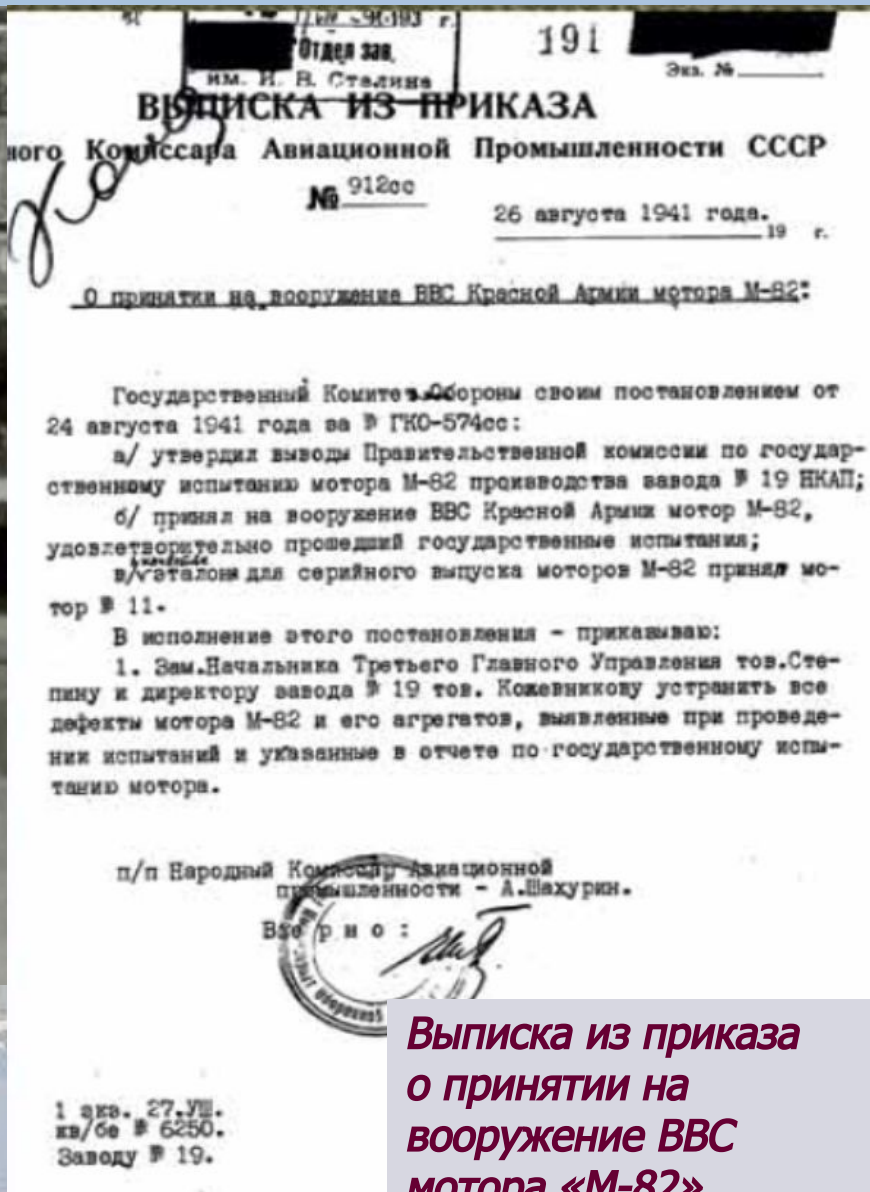 191
Отдел зав.
им. И. В. Сталина
Экз. №
ВЫПИСКА ИЗ ПРИКАЗА
ного Комиссара Авиационной Промышленности СССР
№ 912сс
26 августа 1941 года.
19 г.
О принятии на вооружение ВВС Красной Армии мотора М-82:
Государственный Комитет Обороны своим постановлением от
24 августа 1941 года за № ГКО-574сс:
а/ утвердил выводы Правительственной комиссии по государ-
ственному испытанию мотора М-82 производства завода № 19 НКАП;
б/ принял на вооружение ВВС Красной Армии мотор М-82,
удовлетворительно прошедший государственные испытания;
в/ эталона для серийного выпуска моторов М-82 принял мо-
тор № 11.
В исполнение этого постановления - приказываю:
1. Зам.Начальника Третьего Главного Управления тов.Сте-
пину и директору завода № 19 тов. Кожевникову устранить все
дефекты мотора М-82 и его агрегатов, выявленные при проведе-
нии испытаний и указанные в отчете по государственному испы-
танию мотора.
п/п Народный Комиссар Авиационной
промышленности - А.Шахурин.
В е р н о :
1 экз. 27.УШ.
кв/бе № 6250.
Заводу № 19.
Выписка из приказа
о принятии на
вооружение ВВС
мотора «М-82»